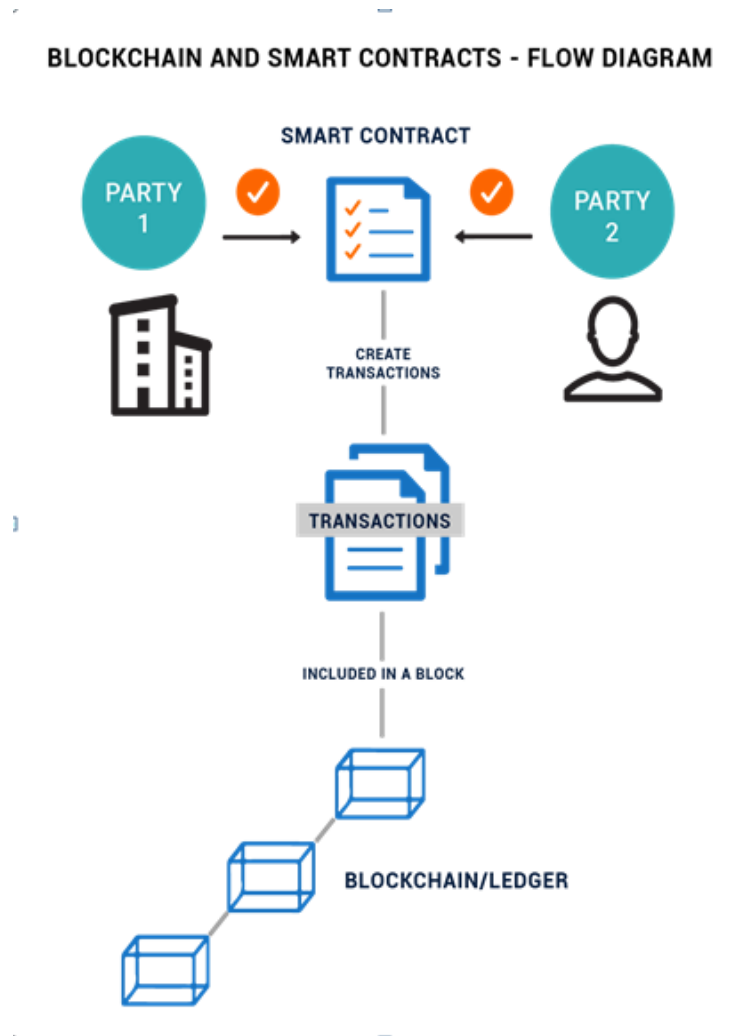 BLOCKCHAIN AND SMART CONTRACTS - FLOW DIAGRAM
SMART CONTRACT
PARTY
1
PARTY
2
CREATE
TRANSACTIONS
TRANSACTIONS
INCLUDED IN A BLOCK
BLOCKCHAIN/LEDGER